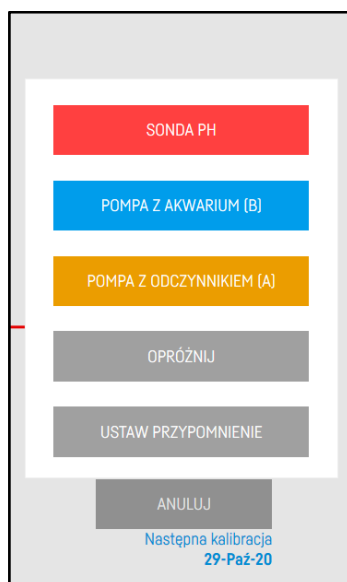 SONDA PH
POMPA Z AKWARIUM (B)
POMPA Z ODCZYNNIKIEM (A)
OPRÓŻNIJ
USTAW PRZYPOMNIENIE
ANULUJ
Następna kalibracja
29-Paź-20